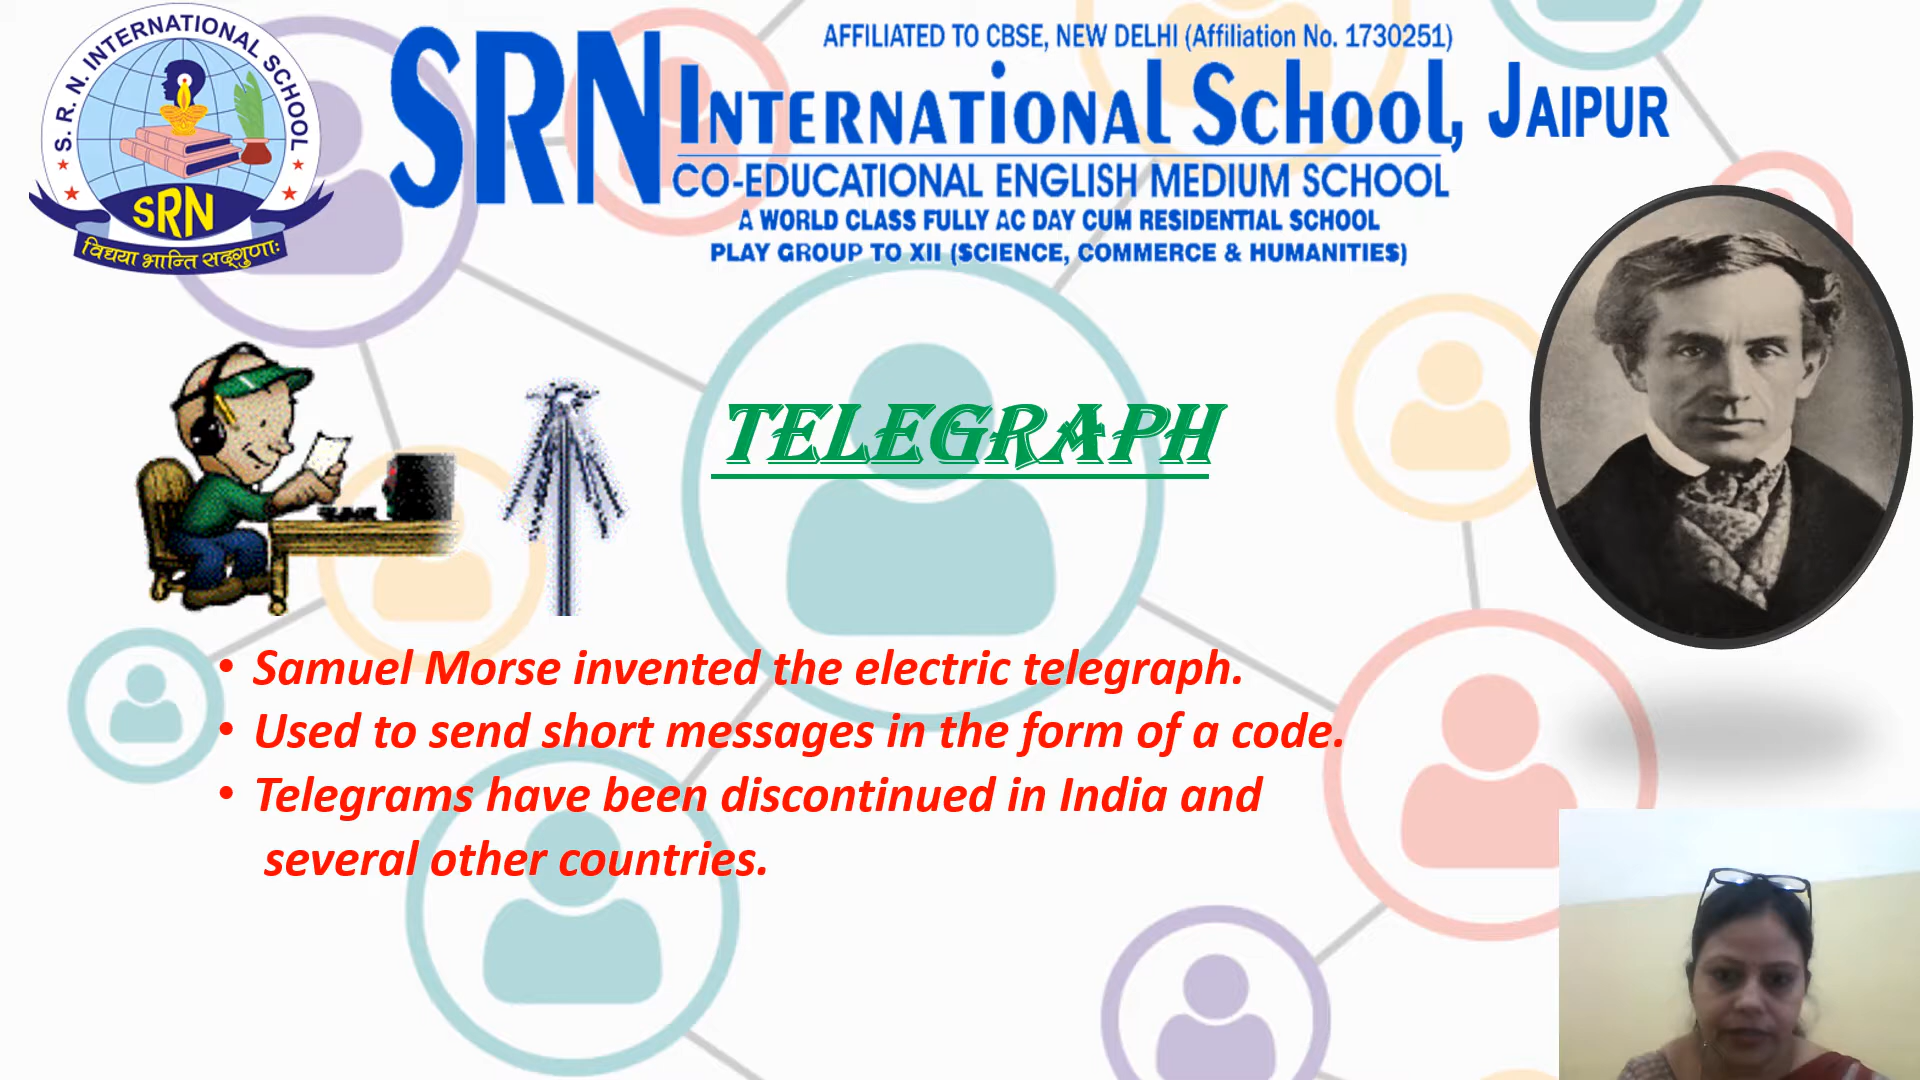 S. R. N. INTERNATIONAL SCHOOL
SRN
विद्यया भान्ति सद्गुणाः
AFFILIATED TO CBSE, NEW DELHI (Affiliation No. 1730251)
SRN INTERNATIONAL SCHOOL, JAIPUR
CO-EDUCATIONAL ENGLISH MEDIUM SCHOOL
A WORLD CLASS FULLY AC DAY CUM RESIDENTIAL SCHOOL
PLAY GROUP TO XII (SCIENCE, COMMERCE & HUMANITIES)
TELEGRAPH
• Samuel Morse invented the electric telegraph.
• Used to send short messages in the form of a code.
• Telegrams have been discontinued in India and
several other countries.